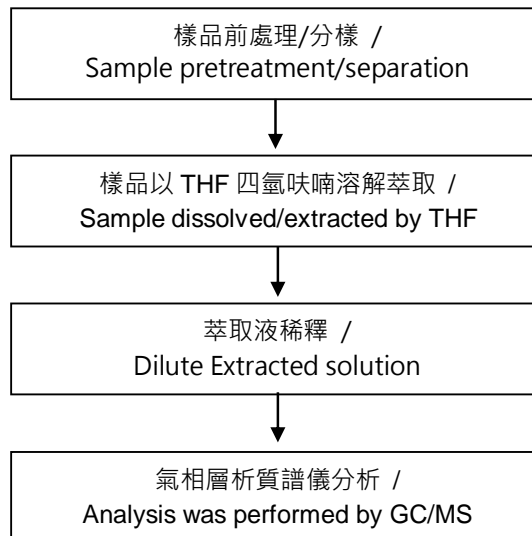 樣品前處理/分樣 /
Sample pretreatment/separation
樣品以 THF 四氫呋喃溶解萃取 /
Sample dissolved/extracted by THF
萃取液稀釋 /
Dilute Extracted solution
氣相層析質譜儀分析 /
Analysis was performed by GC/MS